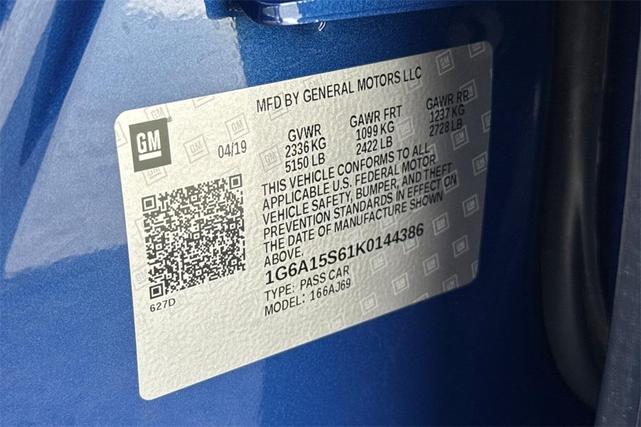 MFD BY GENERAL MOTORS LLC
GM
04/19
GVWR GAWR FRT GAWR RR
2336 KG 1099 KG 1237 KG
5150 LB 2422 LB 2728 LB
THIS VEHICLE CONFORMS TO ALL
APPLICABLE U.S. FEDERAL MOTOR
VEHICLE SAFETY, BUMPER, AND THEFT
PREVENTION STANDARDS IN EFFECT ON
THE DATE OF MANUFACTURE SHOWN
ABOVE.
1G6A15S61K0144386
TYPE: PASS CAR
MODEL: 166AJ69
627D